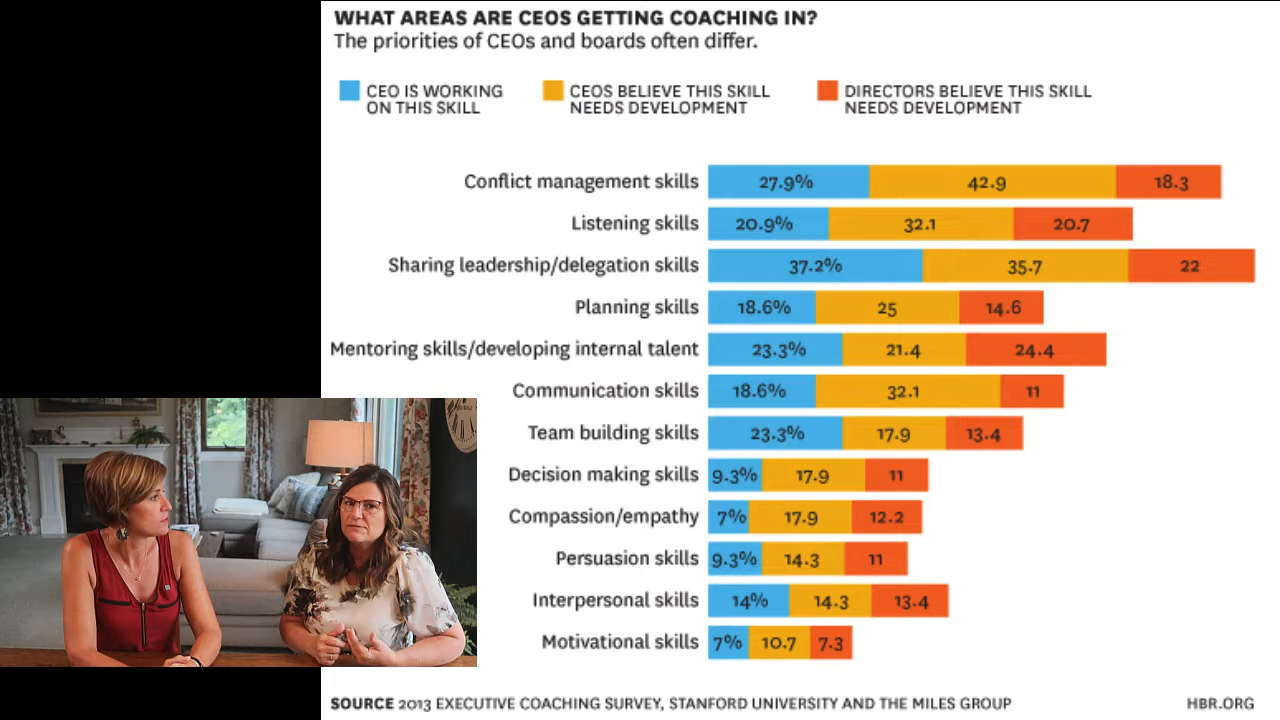 WHAT AREAS ARE CEOS GETTING COACHING IN?
The priorities of CEOs and boards often differ.
CEO IS WORKING
ON THIS SKILL
CEOS BELIEVE THIS SKILL
NEEDS DEVELOPMENT
DIRECTORS BELIEVE THIS SKILL
NEEDS DEVELOPMENT
Conflict management skills 27.9% 42.9 18.3
Listening skills 20.9% 32.1 20.7
Sharing leadership/delegation skills 37.2% 35.7 22
Planning skills 18.6% 25 14.6
Mentoring skills/developing internal talent 23.3% 21.4 24.4
Communication skills 18.6% 32.1 11
Team building skills 23.3% 17.9 13.4
Decision making skills 9.3% 17.9 11
Compassion/empathy 7% 17.9 12.2
Persuasion skills 9.3% 14.3 11
Interpersonal skills 14% 14.3 13.4
Motivational skills 7% 10.7 7.3
SOURCE 2013 EXECUTIVE COACHING SURVEY, STANFORD UNIVERSITY AND THE MILES GROUP
HBR.ORG